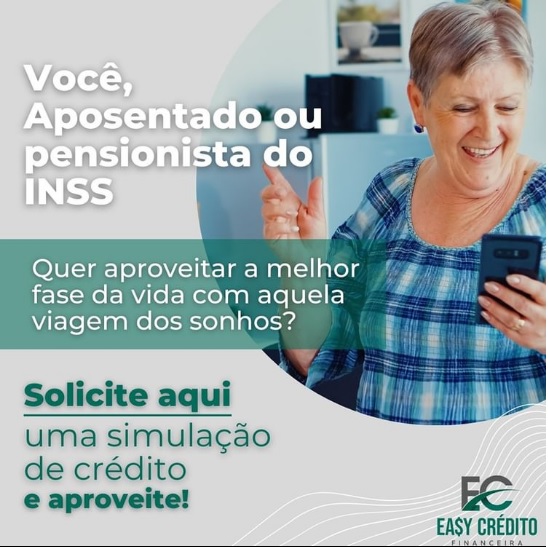 Você,
Aposentado ou
pensionista do
INSS
Quer aproveitar a melhor
fase da vida com aquela
viagem dos sonhos?
Solicite aqui
uma simulação
de crédito
e aproveite!
EC
EA$Y CRÉDITO
FINANCEIRA